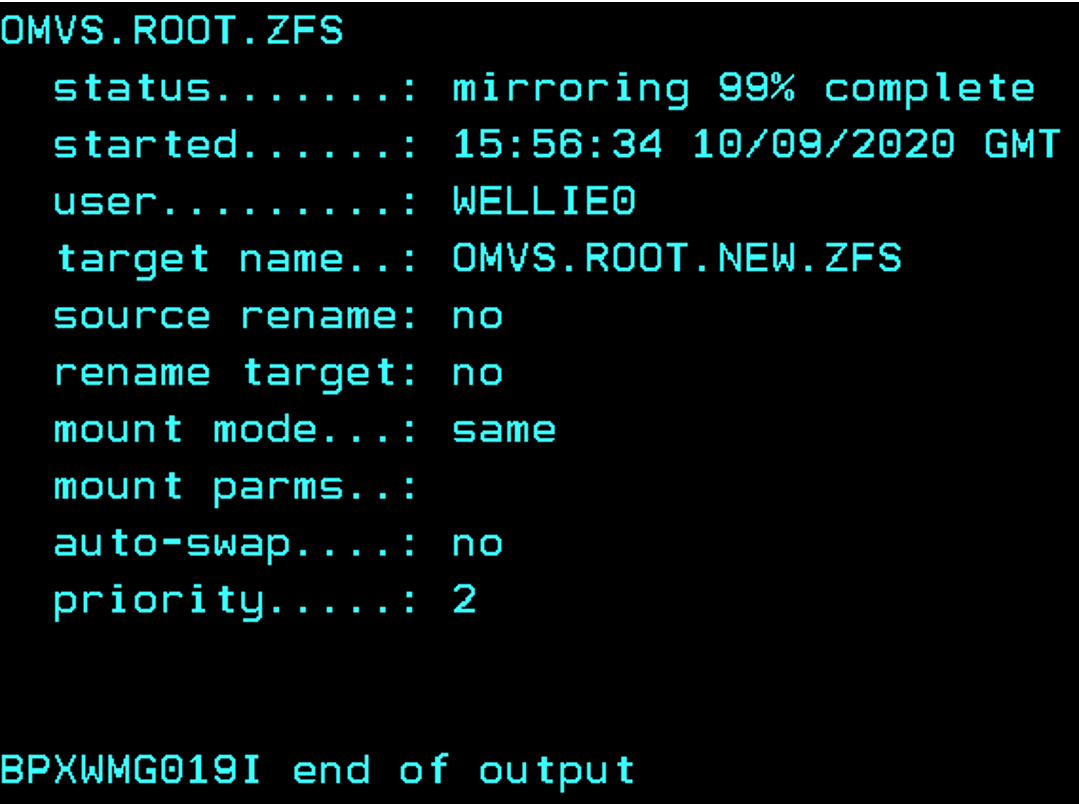 OMVS.ROOT.ZFS
status.......: mirroring 99% complete
started......: 15:56:34 10/09/2020 GMT
user.........: WELLIE0
target name..: OMVS.ROOT.NEW.ZFS
source rename: no
rename target: no
mount mode...: same
mount parms..:
auto-swap....: no
priority.....: 2
BPXWMG019I end of output